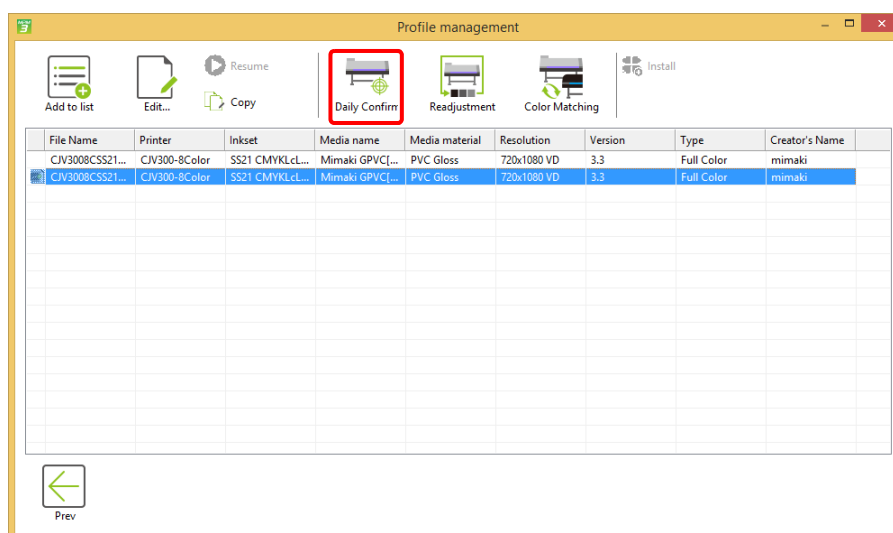 Profile management
Resume
Add to list Edit... Copy Daily Confirm Readjustment Color Matching Install
File Name Printer Inkset Media name Media material Resolution Version Type Creator's Name
CJV3008CSS21... CJV300-8Color SS21 CMYKLcL... Mimaki GPVC[... PVC Gloss 720x1080 VD 3.3 Full Color mimaki
CJV3008CSS21... CJV300-8Color SS21 CMYKLcL... Mimaki GPVC[... PVC Gloss 720x1080 VD 3.3 Full Color mimaki
Prev